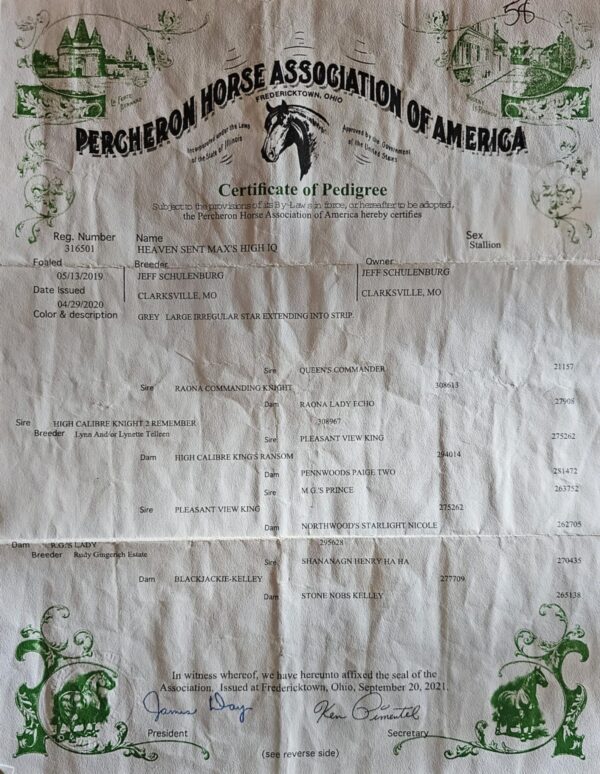 58
PERCHERON HORSE ASSOCIATION OF AMERICA
FREDERICKTOWN, OHIO
Incorporated under the Laws of the State of Illinois
Approved by the Government of the United States
Certificate of Pedigree
Subject to the provisions of its By-Laws in force, or hereafter to be adopted,
the Percheron Horse Association of America hereby certifies
Reg. Number Name Sex
316501 HEAVEN SENT MAX'S HIGH IQ Stallion
Foaled Breeder Owner
05/13/2019 JEFF SCHULENBURG JEFF SCHULENBURG
Date Issued CLARKSVILLE, MO CLARKSVILLE, MO
04/29/2020
Color & description GREY LARGE IRREGULAR STAR EXTENDING INTO STRIP.
Sire QUEEN'S COMMANDER 21157
Sire RAONA COMMANDING KNIGHT 308613
Dam RAONA LADY ECHO 27908
Sire HIGH CALIBRE KNIGHT 2 REMEMBER 308967
Breeder Lynn And/or Lynette Telleen
Sire PLEASANT VIEW KING 275262
Dam HIGH CALIBRE KING'S RANSOM 294014
Dam PENNWOODS PAIGE TWO 281472
Sire M.G.'S PRINCE 263752
Sire PLEASANT VIEW KING 275262
Dam NORTHWOOD'S STARLIGHT NICOLE 262705
Dam R.G.'S LADY 295628
Breeder Rudy Gingerich Estate
Sire SHANANAGN HENRY HA HA 270435
Dam BLACKJACKIE-KELLEY 277709
Dam STONE NOBS KELLEY 265138
In witness whereof, we have hereunto affixed the seal of the
Association. Issued at Fredericktown, Ohio, September 20, 2021.
James Day Ken Pimentel
President Secretary
(see reverse side)